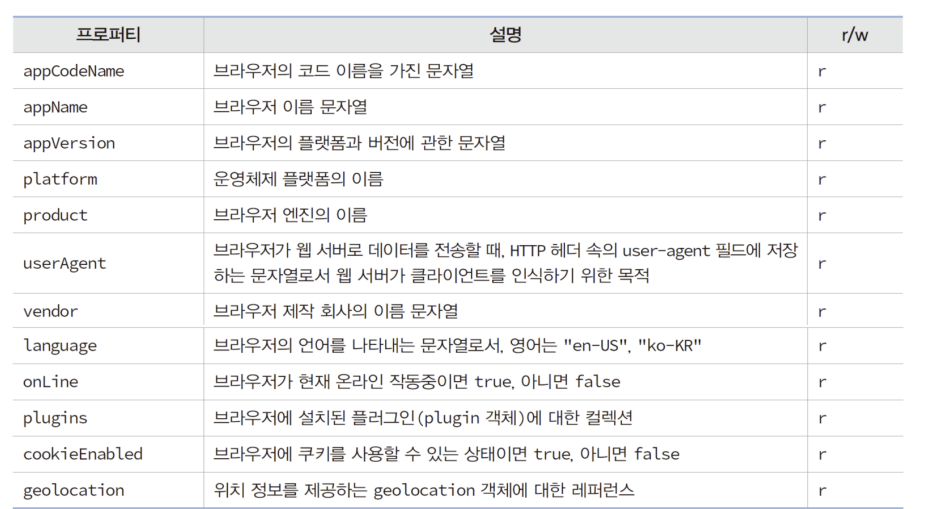 프로퍼티 설명 r/w
appCodeName 브라우저의 코드 이름을 가진 문자열 r
appName 브라우저 이름 문자열 r
appVersion 브라우저의 플랫폼과 버전에 관한 문자열 r
platform 운영체제 플랫폼의 이름 r
product 브라우저 엔진의 이름 r
userAgent 브라우저가 웹 서버로 데이터를 전송할 때, HTTP 헤더 속의 user-agent 필드에 저장
하는 문자열로서 웹 서버가 클라이언트를 인식하기 위한 목적 r
vendor 브라우저 제작 회사의 이름 문자열 r
language 브라우저의 언어를 나타내는 문자열로서, 영어는 "en-US", "ko-KR" r
onLine 브라우저가 현재 온라인 작동중이면 true, 아니면 false r
plugins 브라우저에 설치된 플러그인(plugin 객체)에 대한 컬렉션 r
cookieEnabled 브라우저에 쿠키를 사용할 수 있는 상태이면 true, 아니면 false r
geolocation 위치 정보를 제공하는 geolocation 객체에 대한 레퍼런스 r